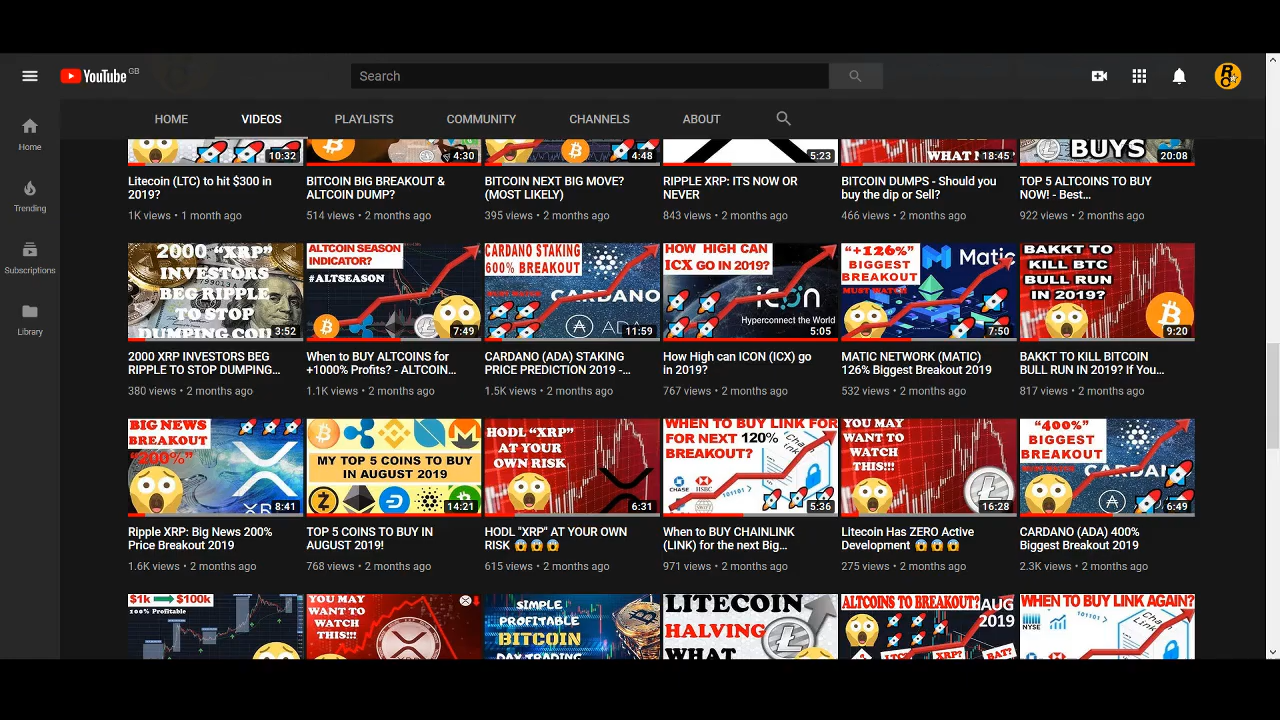 YouTube GB
Search
HOME VIDEOS PLAYLISTS COMMUNITY CHANNELS ABOUT
Home
Trending
Subscriptions
Library
10:32
4:30
4:48
5:23
WHAT
18:45
BUYS
20:08
Litecoin (LTC) to hit $300 in
2019?
1K views • 1 month ago
BITCOIN BIG BREAKOUT &
ALTCOIN DUMP?
514 views • 2 months ago
BITCOIN NEXT BIG MOVE?
(MOST LIKELY)
395 views • 2 months ago
RIPPLE XRP: ITS NOW OR
NEVER
843 views • 2 months ago
BITCOIN DUMPS - Should you
buy the dip or Sell?
466 views • 2 months ago
TOP 5 ALTCOINS TO BUY
NOW! - Best...
922 views • 2 months ago
2000 “XRP”
INVESTORS
BEG RIPPLE
TO STOP
DUMPING
3:52
ALTCOIN SEASON
INDICATOR?
#ALTSEASON
7:49
CARDANO STAKING
600% BREAKOUT
CARDANO
ADA
11:59
HOW HIGH CAN
ICX GO IN 2019?
icon
Hyperconnect the World
5:05
“+126%”
BIGGEST
BREAKOUT
MUST WATCH
Matic
7:50
BAKKT TO
KILL BTC
BULL RUN
IN 2019?
9:20
2000 XRP INVESTORS BEG
RIPPLE TO STOP DUMPING...
380 views • 2 months ago
When to BUY ALTCOINS for
+1000% Profits? - ALTCOIN...
1.1K views • 2 months ago
CARDANO (ADA) STAKING
PRICE PREDICTION 2019 -...
1.5K views • 2 months ago
How High can ICON (ICX) go
in 2019?
767 views • 2 months ago
MATIC NETWORK (MATIC)
126% Biggest Breakout 2019
532 views • 2 months ago
BAKKT TO KILL BITCOIN
BULL RUN IN 2019? If You...
817 views • 2 months ago
BIG NEWS
BREAKOUT
“200%”
XR
8:41
MY TOP 5 COINS TO BUY
IN AUGUST 2019
14:21
HODL “XRP”
AT YOUR
OWN RISK
6:31
WHEN TO BUY LINK FOR
FOR NEXT 120%
BREAKOUT?
CHASE
HSBC
101101
5:36
YOU MAY
WANT TO
WATCH
THIS!!!
16:28
“400%”
BIGGEST
BREAKOUT
CARDANO
6:49
Ripple XRP: Big News 200%
Price Breakout 2019
1.6K views • 2 months ago
TOP 5 COINS TO BUY IN
AUGUST 2019!
768 views • 2 months ago
HODL "XRP" AT YOUR OWN
RISK 😱😱😱
615 views • 2 months ago
When to BUY CHAINLINK
(LINK) for the next Big...
971 views • 2 months ago
Litecoin Has ZERO Active
Development 😱😱😱
275 views • 2 months ago
CARDANO (ADA) 400%
Biggest Breakout 2019
2.3K views • 2 months ago
$1k $100k
100% Profitable
YOU MAY
WANT TO
WATCH
THIS!!!
SIMPLE
PROFITABLE
BITCOIN
DAY TRADING
LITECOIN
HALVING
WHAT
ALTCOINS TO BREAKOUT?
AUG
2019
LTC?
XRP?
BAT?
WHEN TO BUY LINK AGAIN?
NYSE